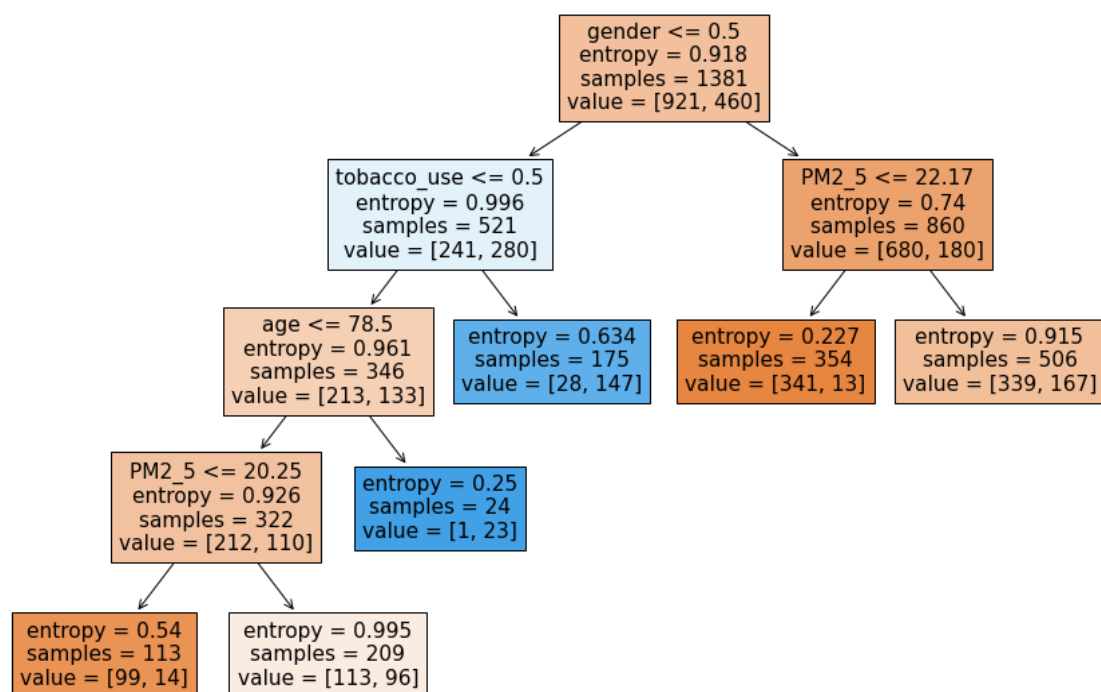 gender <= 0.5
entropy = 0.918
samples = 1381
value = [921, 460]
tobacco_use <= 0.5
entropy = 0.996
samples = 521
value = [241, 280]
PM2_5 <= 22.17
entropy = 0.74
samples = 860
value = [680, 180]
age <= 78.5
entropy = 0.961
samples = 346
value = [213, 133]
entropy = 0.634
samples = 175
value = [28, 147]
entropy = 0.227
samples = 354
value = [341, 13]
entropy = 0.915
samples = 506
value = [339, 167]
PM2_5 <= 20.25
entropy = 0.926
samples = 322
value = [212, 110]
entropy = 0.25
samples = 24
value = [1, 23]
entropy = 0.54
samples = 113
value = [99, 14]
entropy = 0.995
samples = 209
value = [113, 96]